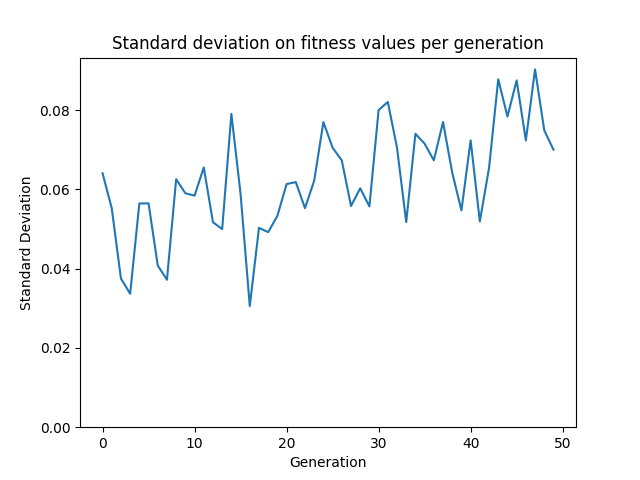 Standard deviation on fitness values per generation
Standard Deviation
0.08
0.06
0.04
0.02
0.00
0 10 20 30 40 50
Generation